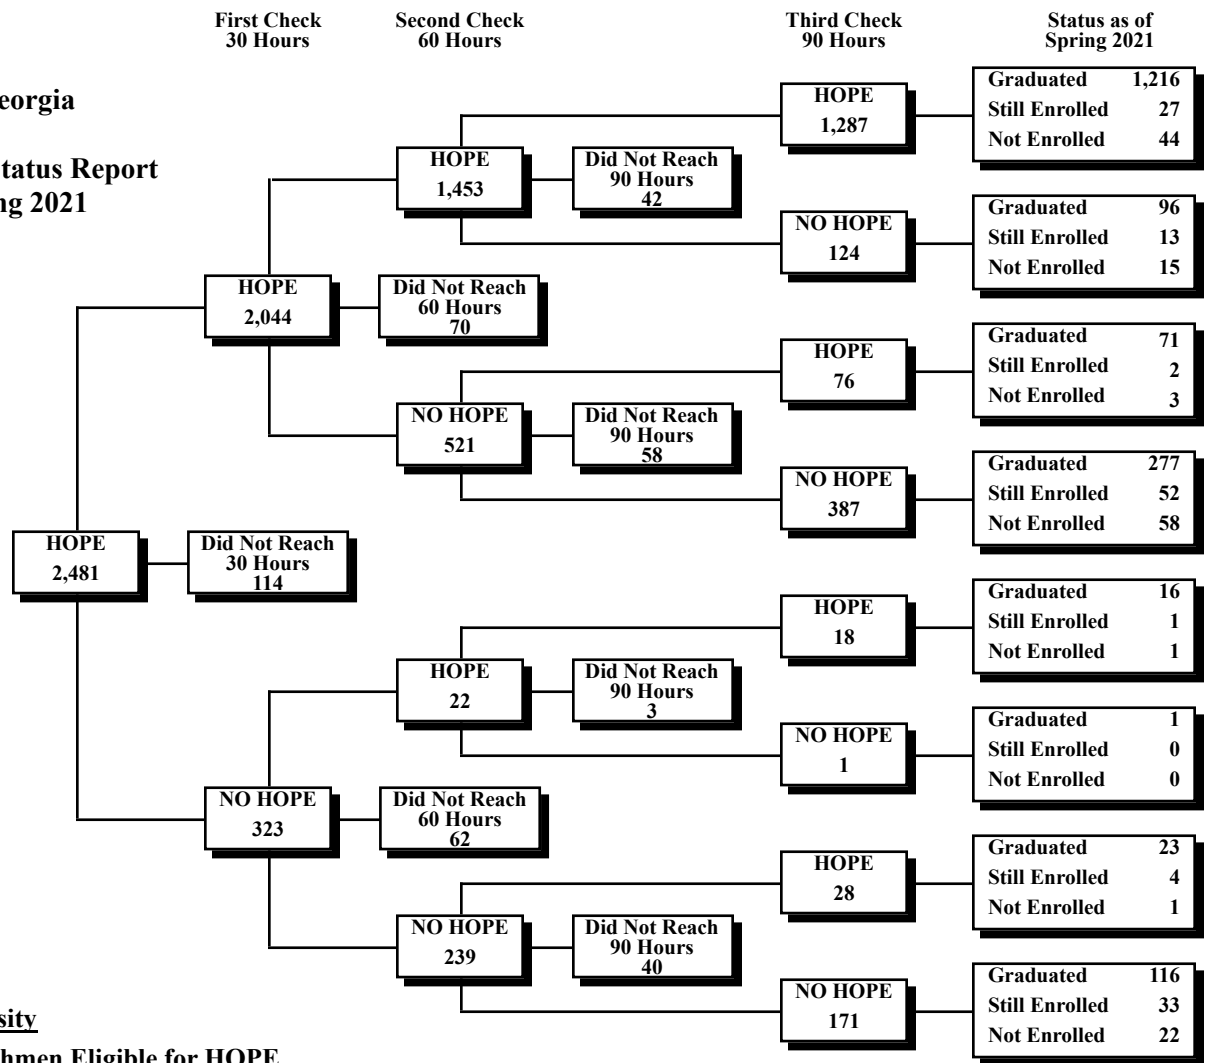 First Check
30 Hours
Second Check
60 Hours
Third Check
90 Hours
Status as of
Spring 2021
eorgia
tatus Report
ng 2021
HOPE
2,481
Did Not Reach
30 Hours
114
HOPE
2,044
Did Not Reach
60 Hours
70
NO HOPE
323
Did Not Reach
60 Hours
62
HOPE
1,453
Did Not Reach
90 Hours
42
NO HOPE
521
Did Not Reach
90 Hours
58
HOPE
22
Did Not Reach
90 Hours
3
NO HOPE
239
Did Not Reach
90 Hours
40
HOPE
1,287
Graduated 1,216
Still Enrolled 27
Not Enrolled 44
NO HOPE
124
Graduated 96
Still Enrolled 13
Not Enrolled 15
HOPE
76
Graduated 71
Still Enrolled 2
Not Enrolled 3
NO HOPE
387
Graduated 277
Still Enrolled 52
Not Enrolled 58
HOPE
18
Graduated 16
Still Enrolled 1
Not Enrolled 1
NO HOPE
1
Graduated 1
Still Enrolled 0
Not Enrolled 0
HOPE
28
Graduated 23
Still Enrolled 4
Not Enrolled 1
NO HOPE
171
Graduated 116
Still Enrolled 33
Not Enrolled 22
sity
hmen Eligible for HOPE